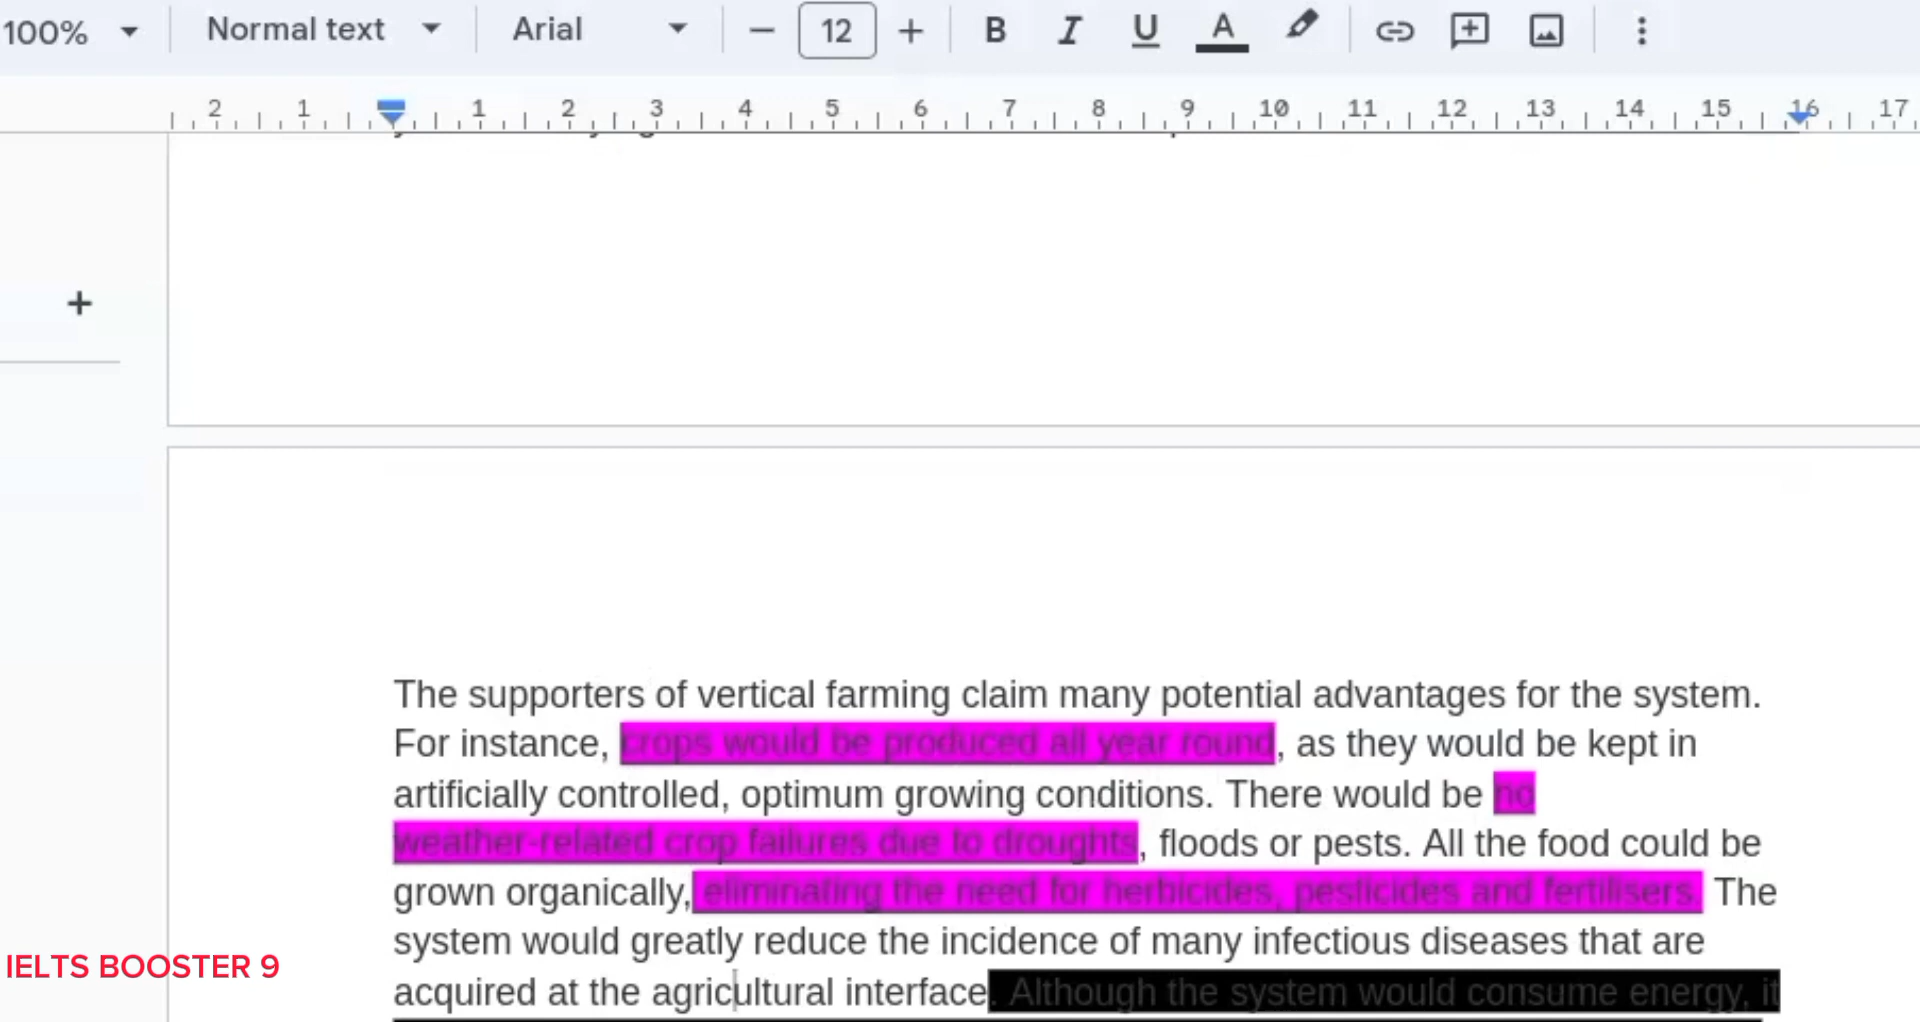 100% Normal text Arial 12 B I U A
2 1 1 2 3 4 5 6 7 8 9 10 11 12 13 14 15 16 17
The supporters of vertical farming claim many potential advantages for the system.
For instance, crops would be produced all year round, as they would be kept in
artificially controlled, optimum growing conditions. There would be no
weather-related crop failures due to droughts, floods or pests. All the food could be
grown organically, eliminating the need for herbicides, pesticides and fertilisers. The
system would greatly reduce the incidence of many infectious diseases that are
acquired at the agricultural interface. Although the system would consume energy, it
IELTS BOOSTER 9